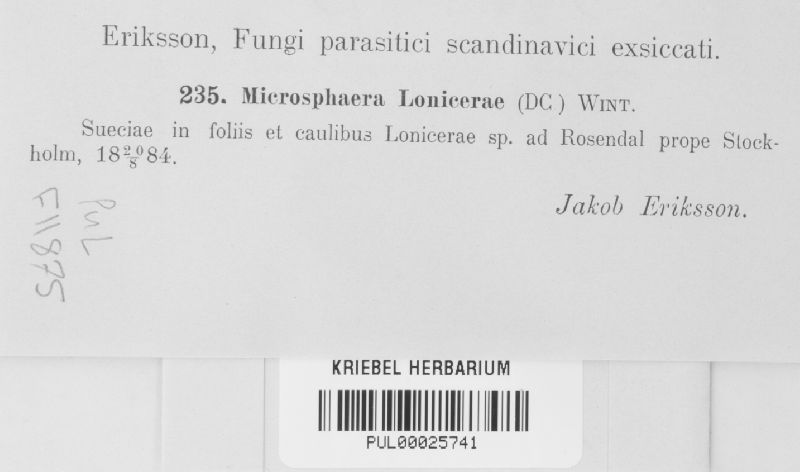 Eriksson, Fungi parasitici scandinavici exsiccati.
235. Microsphaera Lonicerae (DC) WINT.
Sueciae in foliis et caulibus Lonicerae sp. ad Rosendal prope Stock-
holm, 18 20/8 84.
Jakob Eriksson.
PUL
F11875
KRIEBEL HERBARIUM
PUL00025741